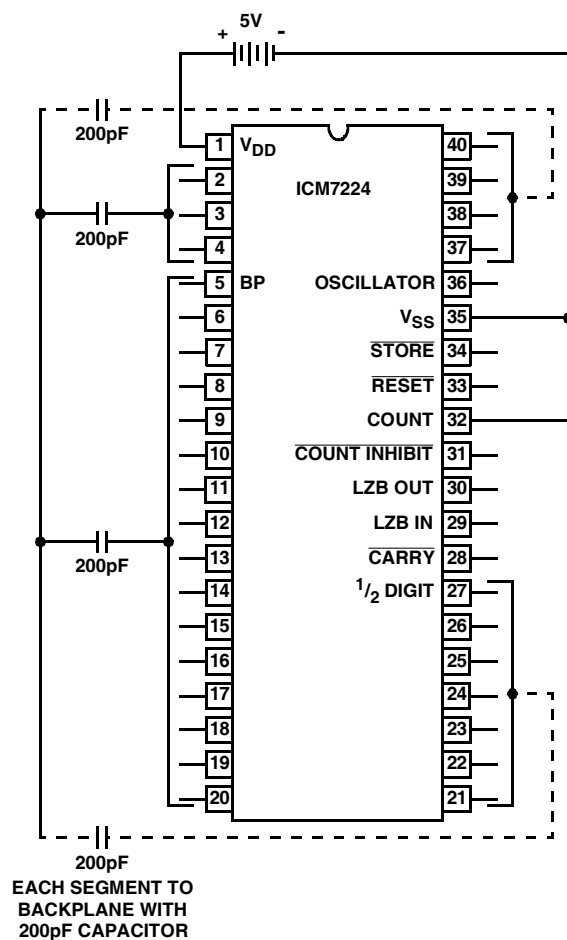 5V
+ -
200pF
1 VDD 40
2 ICM7224 39
3 38
200pF
4 37
5 BP OSCILLATOR 36
6 VSS 35
7 STORE 34
8 RESET 33
9 COUNT 32
10 COUNT INHIBIT 31
11 LZB OUT 30
12 LZB IN 29
13 CARRY 28
200pF
14 1/2 DIGIT 27
15 26
16 25
17 24
18 23
19 22
20 21
200pF
EACH SEGMENT TO
BACKPLANE WITH
200pF CAPACITOR